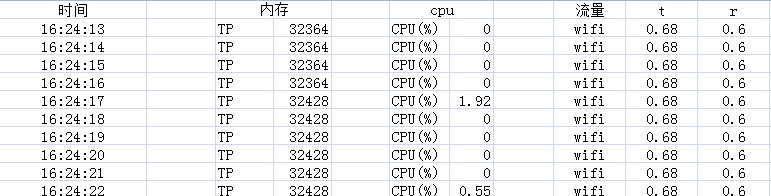 时间 内存 cpu 流量 t r
16:24:13 TP 32364 CPU(%) 0 wifi 0.68 0.6
16:24:14 TP 32364 CPU(%) 0 wifi 0.68 0.6
16:24:15 TP 32364 CPU(%) 0 wifi 0.68 0.6
16:24:16 TP 32364 CPU(%) 0 wifi 0.68 0.6
16:24:17 TP 32428 CPU(%) 1.92 wifi 0.68 0.6
16:24:18 TP 32428 CPU(%) 0 wifi 0.68 0.6
16:24:19 TP 32428 CPU(%) 0 wifi 0.68 0.6
16:24:20 TP 32428 CPU(%) 0 wifi 0.68 0.6
16:24:21 TP 32428 CPU(%) 0 wifi 0.68 0.6
16:24:22 TP 32428 CPU(%) 0.55 wifi 0.68 0.6